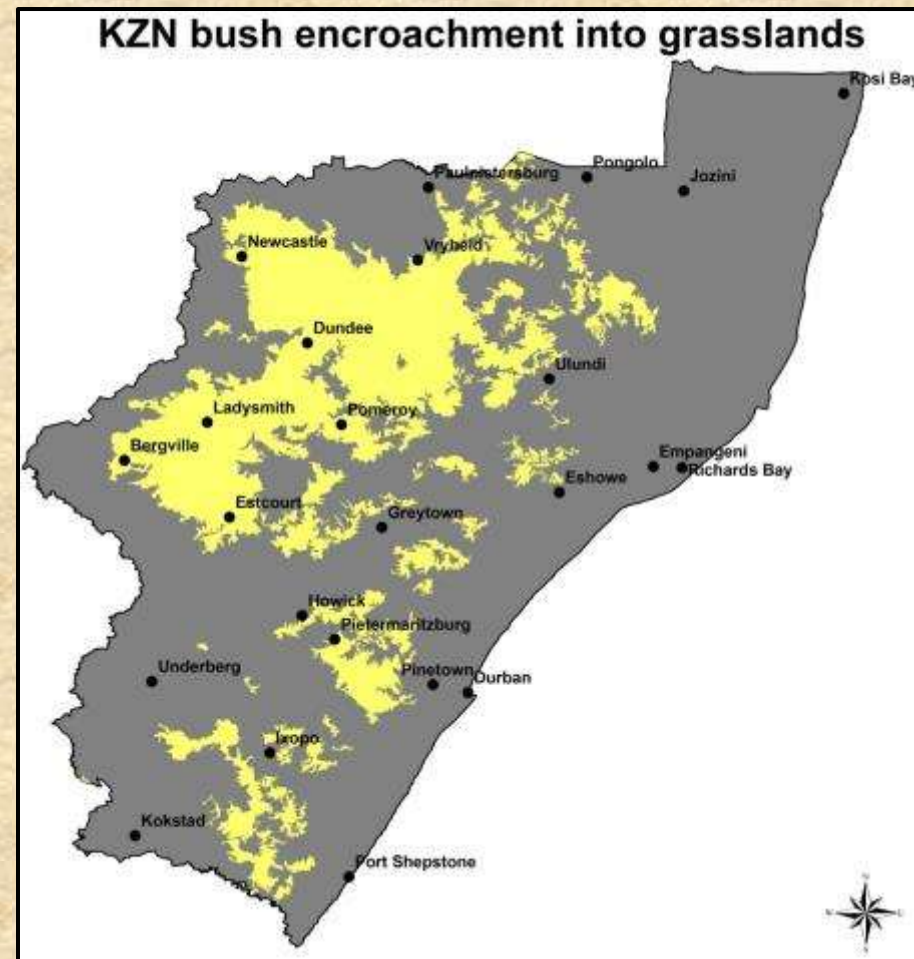 KZN bush encroachment into grasslands
Kosi Bay
Pongolo
Paulpietersburg
Jozini
Newcastle
Vryheid
Dundee
Ulundi
Ladysmith
Pomeroy
Bergville
Empangeni
Richards Bay
Eshowe
Estcourt
Greytown
Howick
Pietermaritzburg
Underberg
Pinetown
Durban
Ixopo
Kokstad
Port Shepstone
N